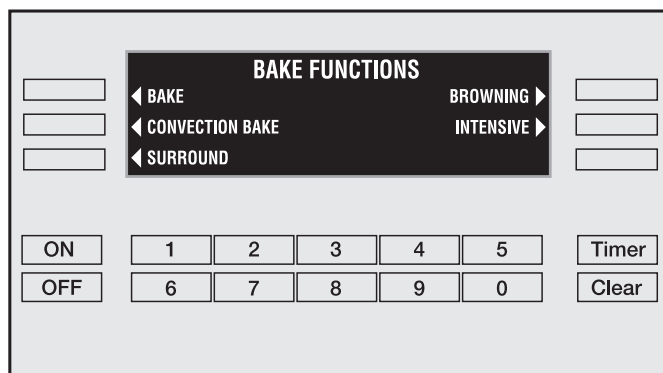 BAKE FUNCTIONS
BAKE BROWNING
CONVECTION BAKE INTENSIVE
SURROUND
ON 1 2 3 4 5 Timer
OFF 6 7 8 9 0 Clear